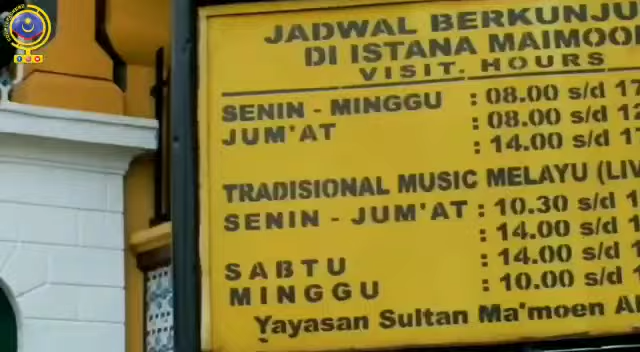 JADWAL BERKUNJU
DI ISTANA MAIMOO
VISIT. HOURS
SENIN - MINGGU : 08.00 s/d 17
JUM'AT : 08.00 s/d 12
: 14.00 s/d 17
TRADISIONAL MUSIC MELAYU (LIV
SENIN - JUM'AT : 10.30 s/d 1
: 14.00 s/d 1
SABTU : 14.00 s/d 1
MINGGU : 10.00 s/d 1
Yayasan Sultan Ma'moen Al